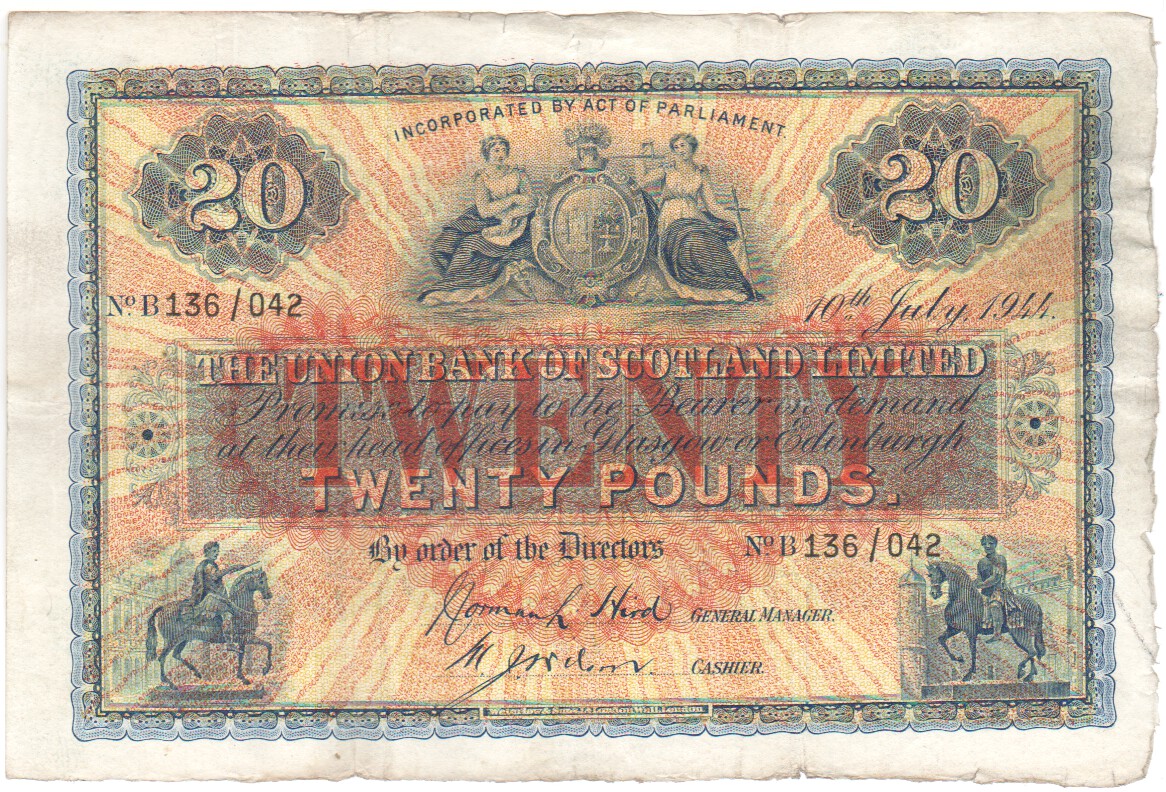 INCORPORATED BY ACT OF PARLIAMENT.
20
20
No. B 136/042
10th July, 1944.
THE UNION BANK OF SCOTLAND LIMITED
TWENTY
Promise to pay to the Bearer on demand
at their head offices in Glasgow or Edinburgh
TWENTY POUNDS.
By order of the Directors
No B 136/042
Norman L. Hird GENERAL MANAGER.
CASHIER.